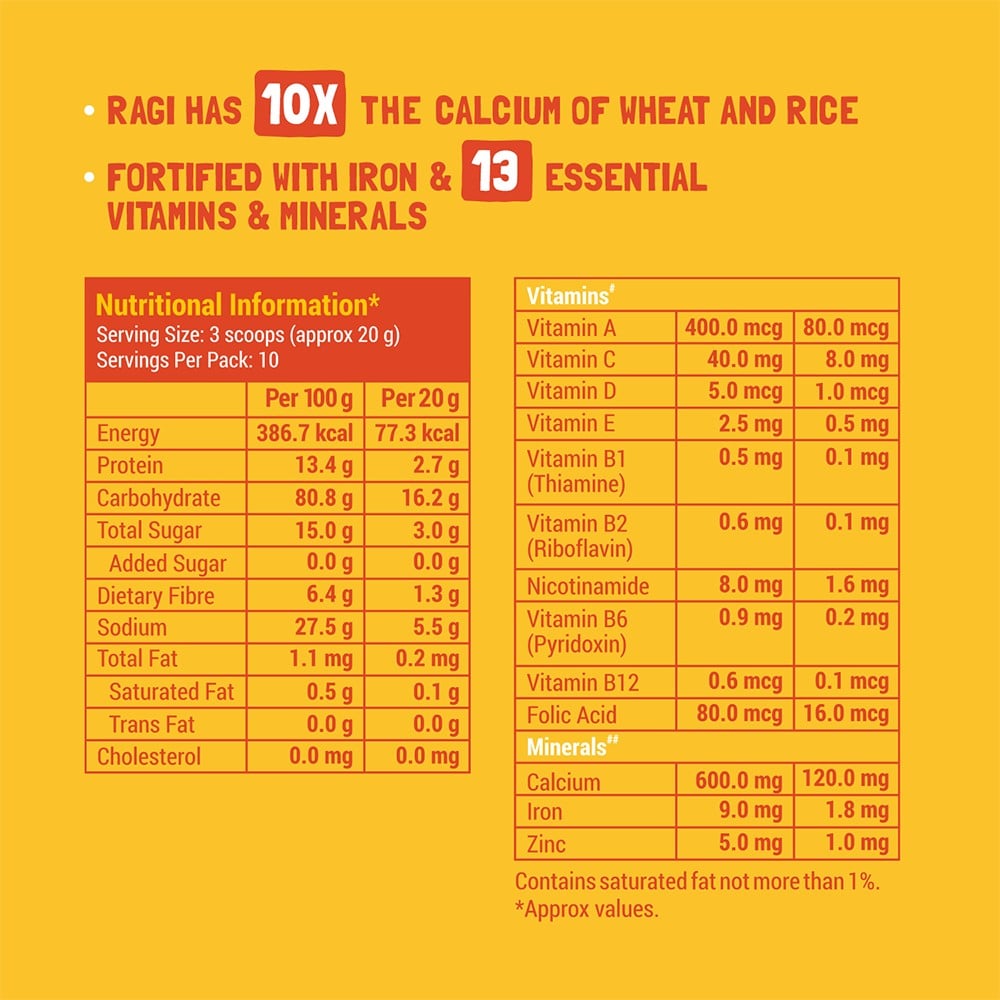 • RAGI HAS 10X THE CALCIUM OF WHEAT AND RICE
• FORTIFIED WITH IRON & 13 ESSENTIAL
VITAMINS & MINERALS
Nutritional Information*
Serving Size: 3 scoops (approx 20 g)
Servings Per Pack: 10
Per 100 g Per 20 g
Energy 386.7 kcal 77.3 kcal
Protein 13.4 g 2.7 g
Carbohydrate 80.8 g 16.2 g
Total Sugar 15.0 g 3.0 g
Added Sugar 0.0 g 0.0 g
Dietary Fibre 6.4 g 1.3 g
Sodium 27.5 g 5.5 g
Total Fat 1.1 mg 0.2 mg
Saturated Fat 0.5 g 0.1 g
Trans Fat 0.0 g 0.0 g
Cholesterol 0.0 mg 0.0 mg
Vitamins#
Vitamin A 400.0 mcg 80.0 mcg
Vitamin C 40.0 mg 8.0 mg
Vitamin D 5.0 mcg 1.0 mcg
Vitamin E 2.5 mg 0.5 mg
Vitamin B1 0.5 mg 0.1 mg
(Thiamine)
Vitamin B2 0.6 mg 0.1 mg
(Riboflavin)
Nicotinamide 8.0 mg 1.6 mg
Vitamin B6 0.9 mg 0.2 mg
(Pyridoxin)
Vitamin B12 0.6 mcg 0.1 mcg
Folic Acid 80.0 mcg 16.0 mcg
Minerals##
Calcium 600.0 mg 120.0 mg
Iron 9.0 mg 1.8 mg
Zinc 5.0 mg 1.0 mg
Contains saturated fat not more than 1%.
*Approx values.